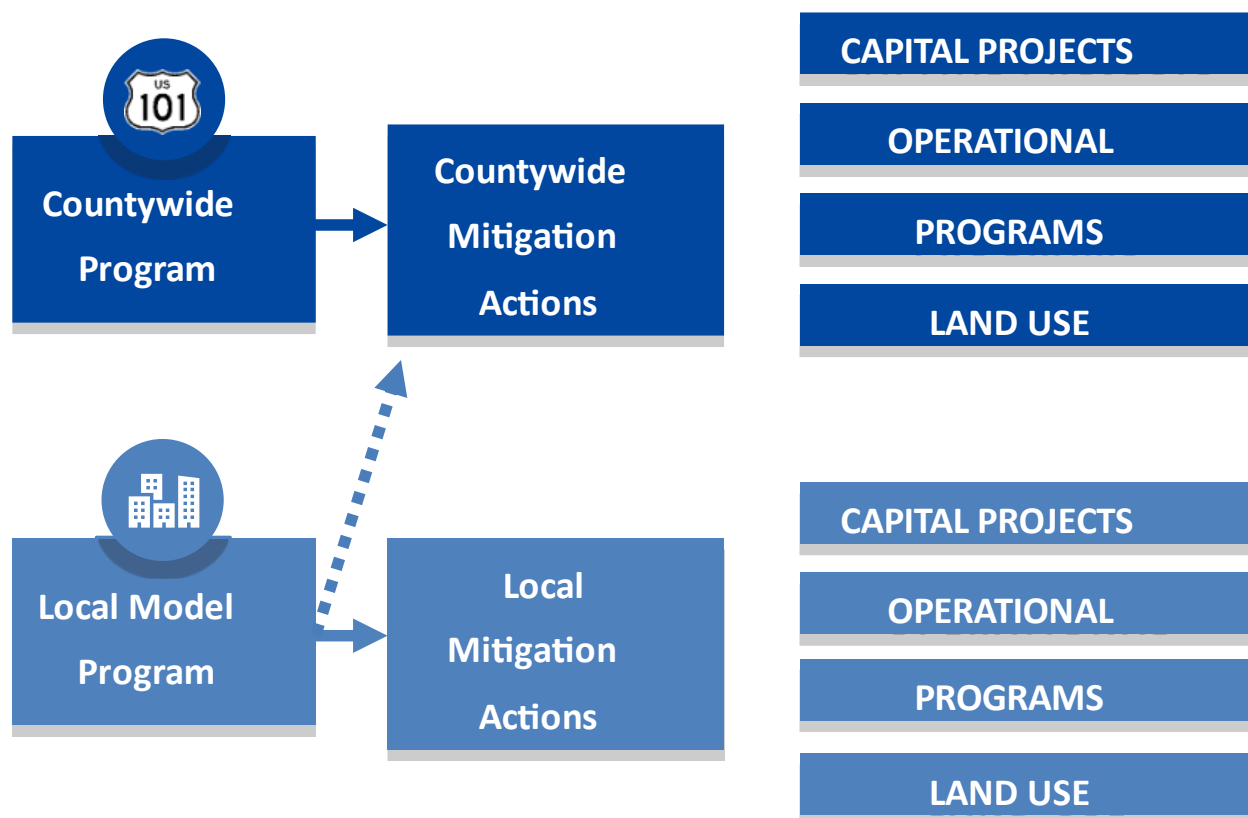 US
101
Countywide
Program
Countywide
Mitigation
Actions
CAPITAL PROJECTS
OPERATIONAL
PROGRAMS
LAND USE
Local Model
Program
Local
Mitigation
Actions
CAPITAL PROJECTS
OPERATIONAL
PROGRAMS
LAND USE